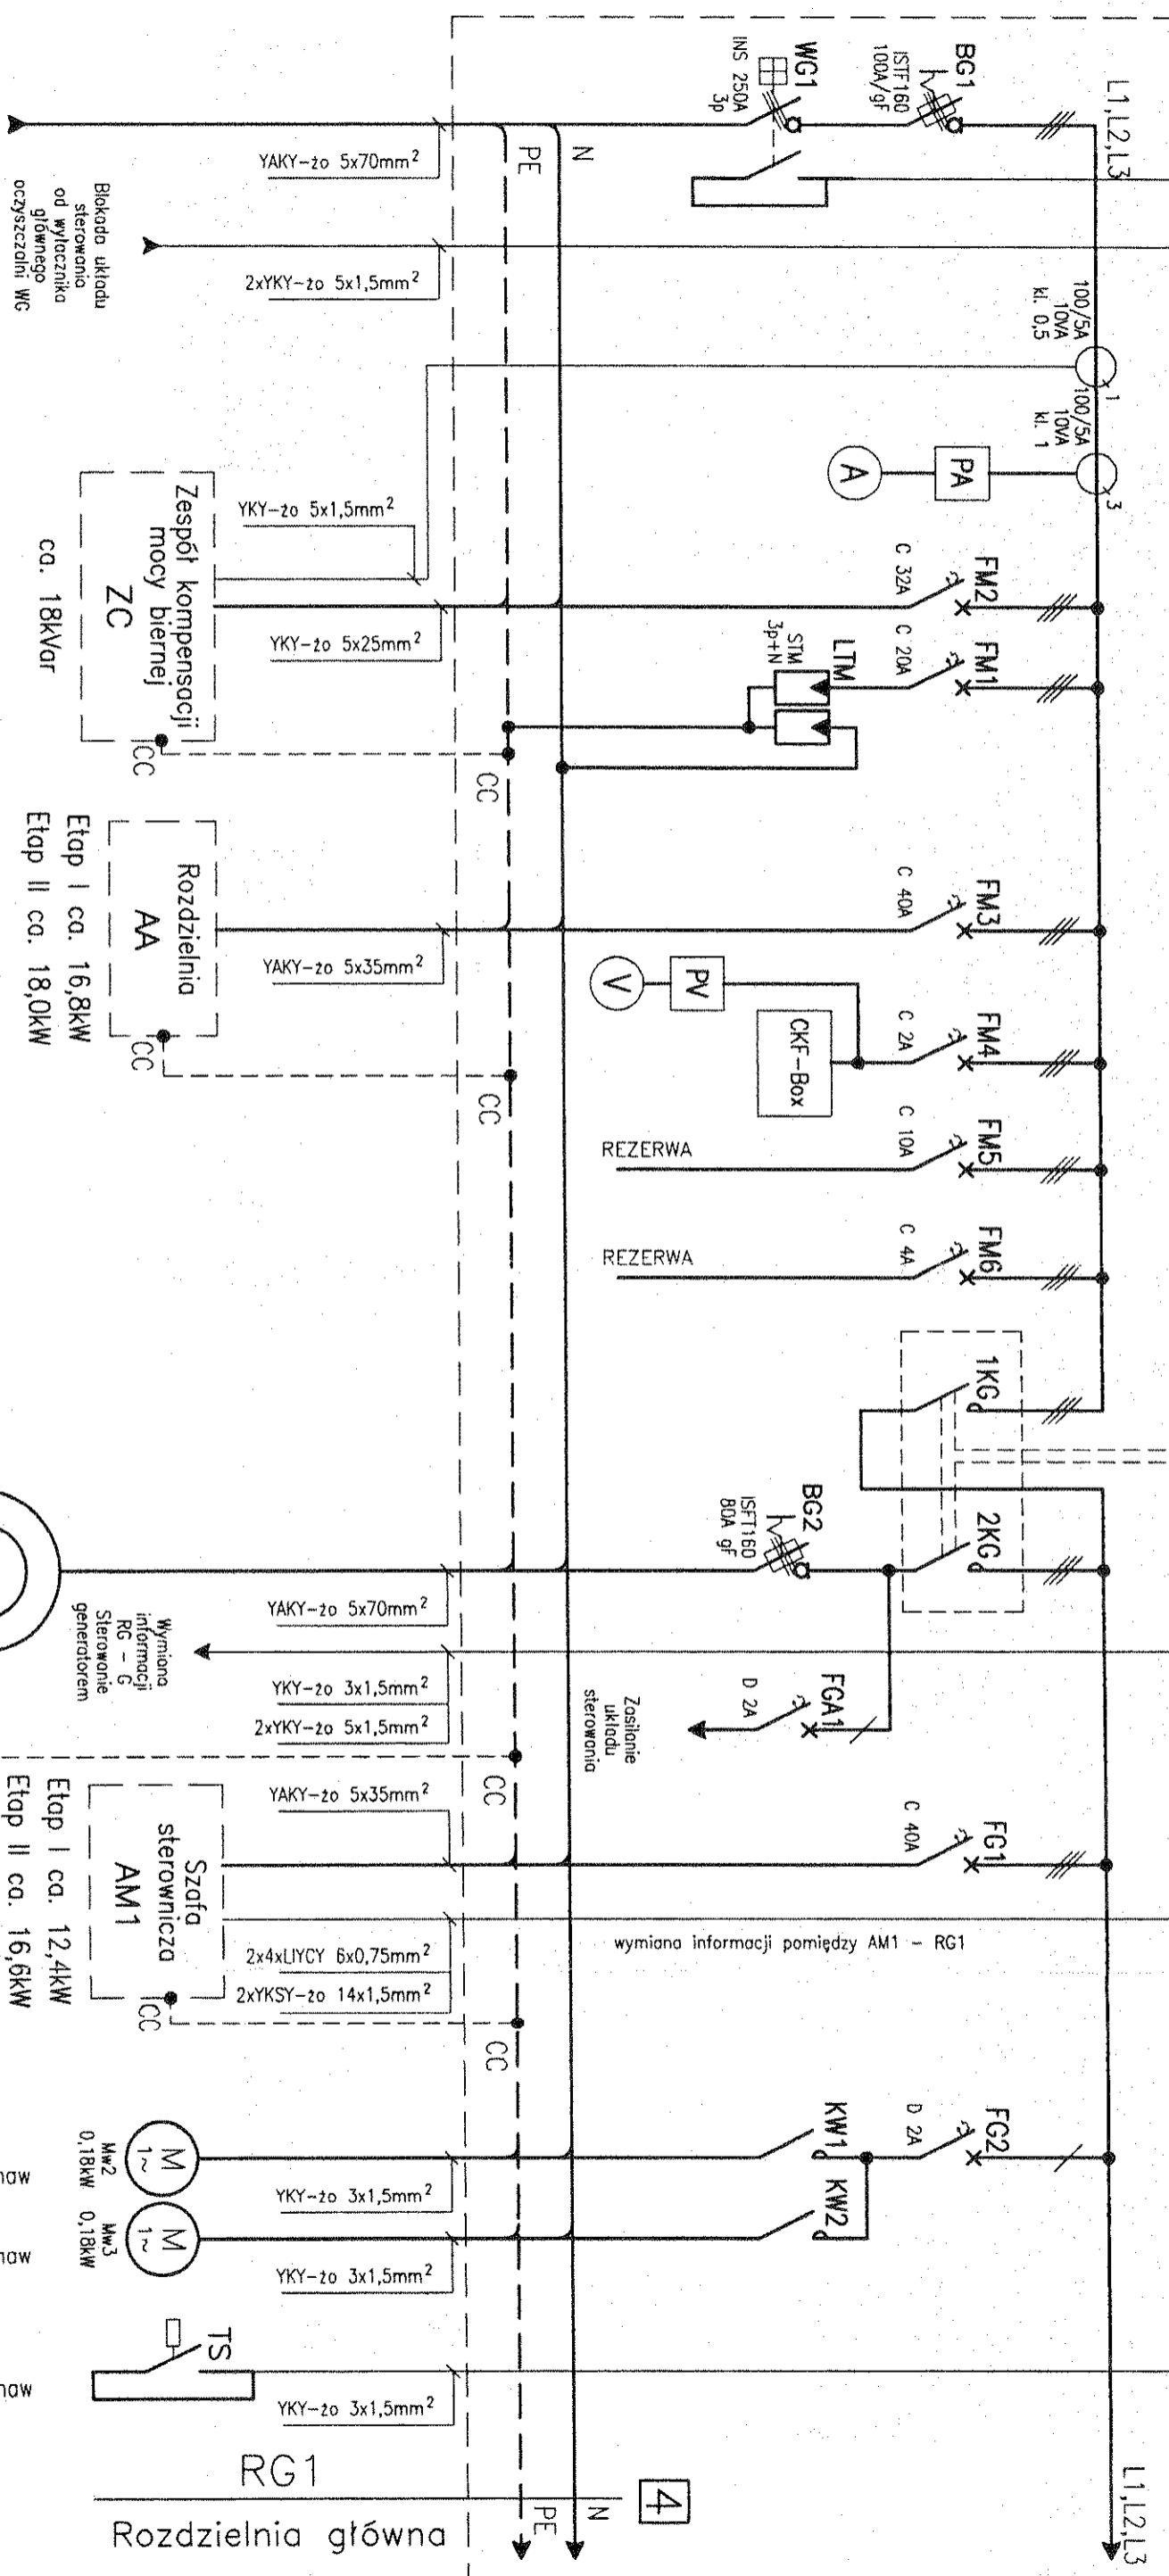 L1,L2,L3
BG1
ISTF160
100A/gF
WG1
INS 250A
3p
N
PE
YAKY-żo 5x70mm²
Blokada układu
sterowania
od wyłacznika
głównego
oczyszczalni WG
2xYKY-żo 5x1,5mm²
100/5A
10VA
kl. 0,5
1
100/5A
10VA
kl. 1
3
PA
A
YKY-żo 5x1,5mm²
Zespół kompensacji
mocy biernej
ZC
ca. 18kVar
CC
FM2
C 32A
YKY-żo 5x25mm²
FM1
C 20A
LTM
STM
3p+N
CC
FM3
C 40A
YAKY-żo 5x35mm²
Rozdzielnia
AA
Etap I ca. 16,8kW
Etap II ca. 18,0kW
CC
CC
FM4
C 2A
CKF-Box
PV
V
FM5
C 10A
REZERWA
FM6
C 4A
REZERWA
1KG
2KG
BG2
ISFT160
80A gF
YAKY-żo 5x70mm²
Wymiana
informacji
RG - G
Sterowanie
generatorem
YKY-żo 3x1,5mm²
2xYKY-żo 5x1,5mm²
FGA1
D 2A
Zasilanie
układu
sterowania
CC
FG1
C 40A
YAKY-żo 5x35mm²
Szafa
sterownicza
AM1
Etap I ca. 12,4kW
Etap II ca. 16,6kW
CC
wymiana informacji pomiędzy AM1 - RG1
2x4xLIYCY 6x0,75mm²
2xYKSY-żo 14x1,5mm²
CC
FG2
D 2A
KW1
KW2
YKY-żo 3x1,5mm²
M
1~
Mw2
0,18kW
YKY-żo 3x1,5mm²
M
1~
Mw3
0,18kW
TS
YKY-żo 3x1,5mm²
L1,L2,L3
4
N
PE
RG1
Rozdzielnia główna